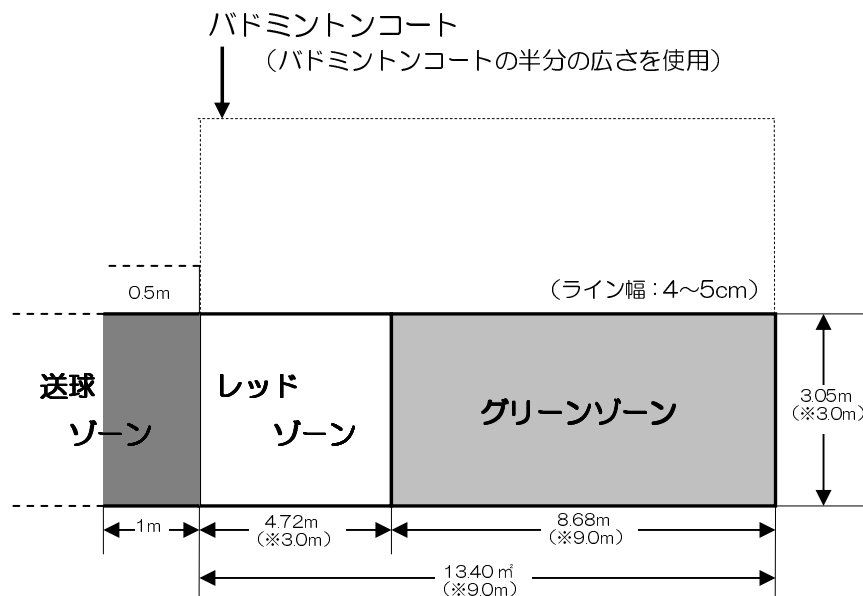 バドミントンコート
(バドミントンコートの半分の広さを使用)
0.5m
(ライン幅:4~5cm)
送球
ゾーン
レッド
ゾーン
グリーンゾーン
3.05m
(※3.0m)
1m
4.72m
(※3.0m)
8.68m
(※9.0m)
13.40㎡
(※9.0m)